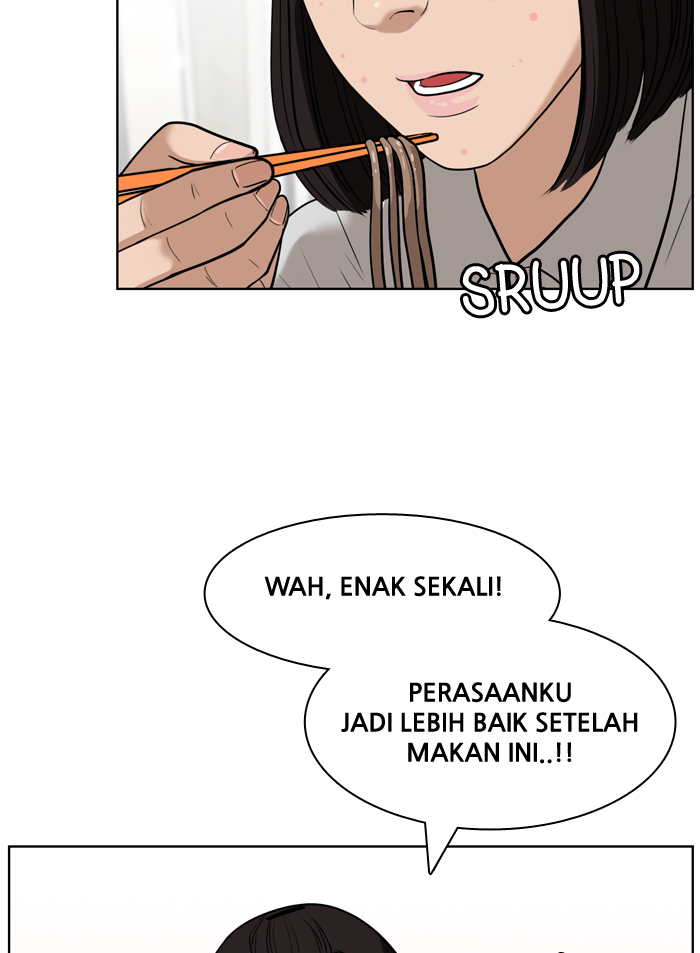 SRUUP
WAH, ENAK SEKALI!
PERASAANKU
JADI LEBIH BAIK SETELAH
MAKAN INI..!!